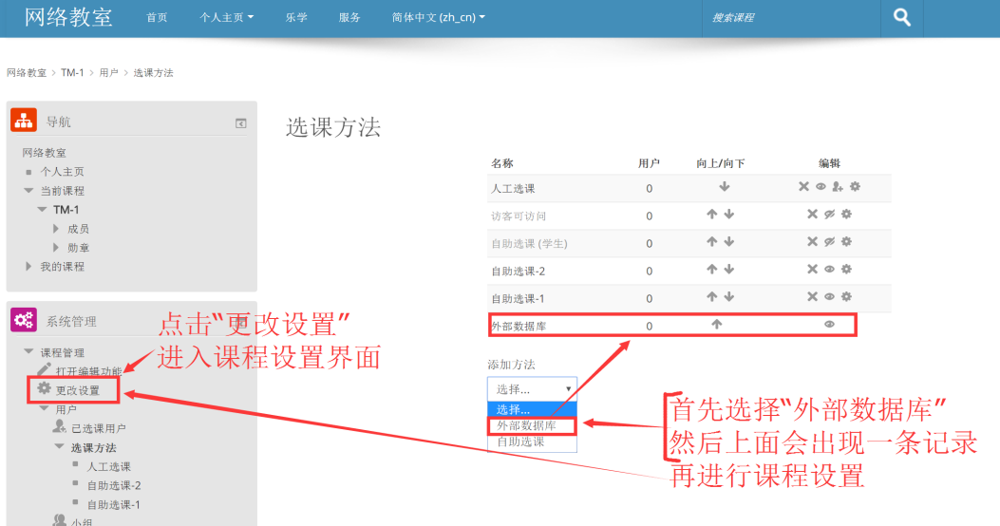 网络教室 首页 个人主页 乐学 服务 简体中文 (zh_cn) 搜索课程
网络教室 > TM-1 > 用户 > 选课方法
导航
网络教室
个人主页
当前课程
TM-1
成员
勋章
我的课程
系统管理
课程管理
打开编辑功能
更改设置
用户
已选课用户
选课方法
人工选课
自助选课-2
自助选课-1
小组
点击“更改设置”
进入课程设置界面
选课方法
名称 用户 向上/向下 编辑
人工选课 0
访客可访问 0
自助选课 (学生) 0
自助选课-2 0
自助选课-1 0
外部数据库 0
添加方法
选择...
选择...
外部数据库
自助选课
首先选择“外部数据库”
然后上面会出现一条记录
再进行课程设置